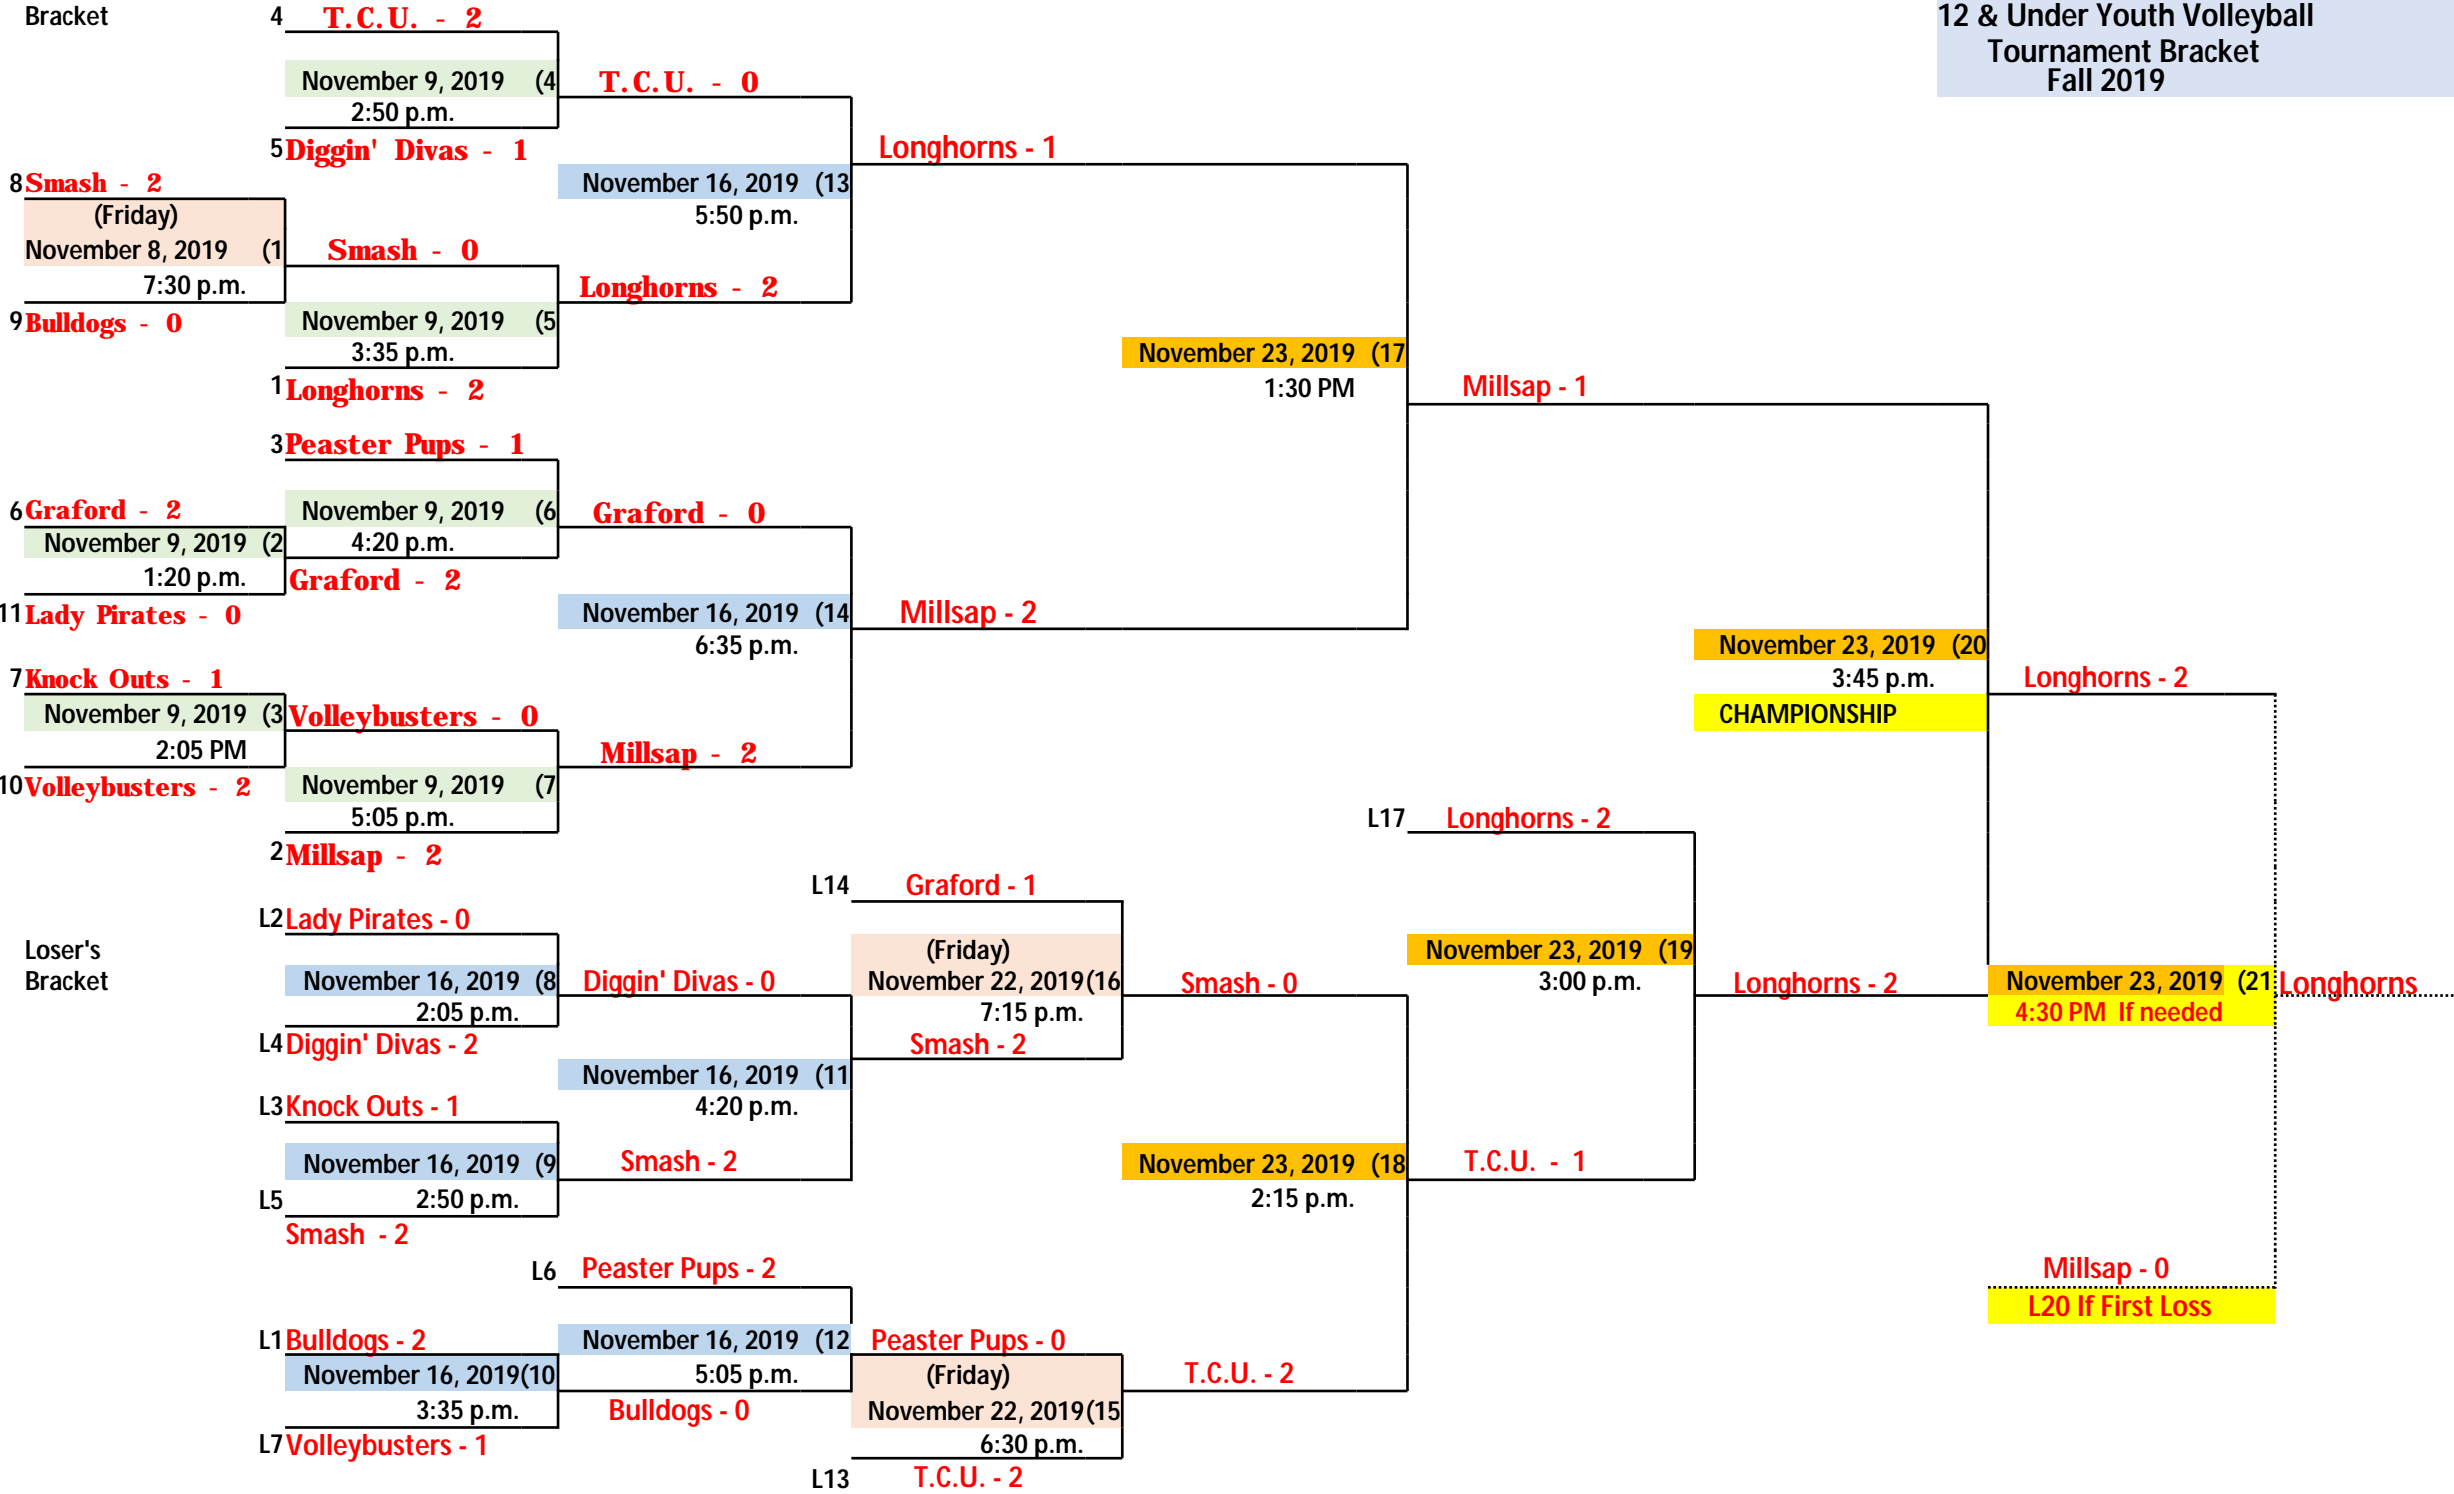 Bracket
4 T.C.U. - 2
12 & Under Youth Volleyball
Tournament Bracket
Fall 2019
November 9, 2019 (4
2:50 p.m.
T.C.U. - 0
5 Diggin' Divas - 1
Longhorns - 1
8 Smash - 2
(Friday)
November 8, 2019 (1
7:30 p.m.
9 Bulldogs - 0
November 16, 2019 (13
5:50 p.m.
Smash - 0
Longhorns - 2
November 9, 2019 (5
3:35 p.m.
1 Longhorns - 2
November 23, 2019 (17
1:30 PM
Millsap - 1
3 Peaster Pups - 1
6 Graford - 2
November 9, 2019 (2
1:20 p.m.
11 Lady Pirates - 0
November 9, 2019 (6
4:20 p.m.
Graford - 2
Graford - 0
November 16, 2019 (14
6:35 p.m.
Millsap - 2
7 Knock Outs - 1
November 9, 2019 (3
2:05 PM
10 Volleybusters - 2
Volleybusters - 0
November 9, 2019 (7
5:05 p.m.
2 Millsap - 2
Millsap - 2
November 23, 2019 (20
3:45 p.m.
CHAMPIONSHIP
Longhorns - 2
L17 Longhorns - 2
L14 Graford - 1
Loser's
Bracket
L2 Lady Pirates - 0
November 16, 2019 (8
2:05 p.m.
L4 Diggin' Divas - 2
Diggin' Divas - 0
(Friday)
November 22, 2019(16
7:15 p.m.
Smash - 2
Smash - 0
November 23, 2019 (19
3:00 p.m.
Longhorns - 2
November 23, 2019 (21
4:30 PM If needed
Longhorns
November 16, 2019 (11
4:20 p.m.
L3 Knock Outs - 1
November 16, 2019 (9
L5 2:50 p.m.
Smash - 2
Smash - 2
November 23, 2019 (18
2:15 p.m.
T.C.U. - 1
L6 Peaster Pups - 2
Millsap - 0
L20 If First Loss
L1 Bulldogs - 2
November 16, 2019(10
3:35 p.m.
L7 Volleybusters - 1
November 16, 2019 (12
5:05 p.m.
Bulldogs - 0
Peaster Pups - 0
(Friday)
November 22, 2019(15
6:30 p.m.
L13 T.C.U. - 2
T.C.U. - 2